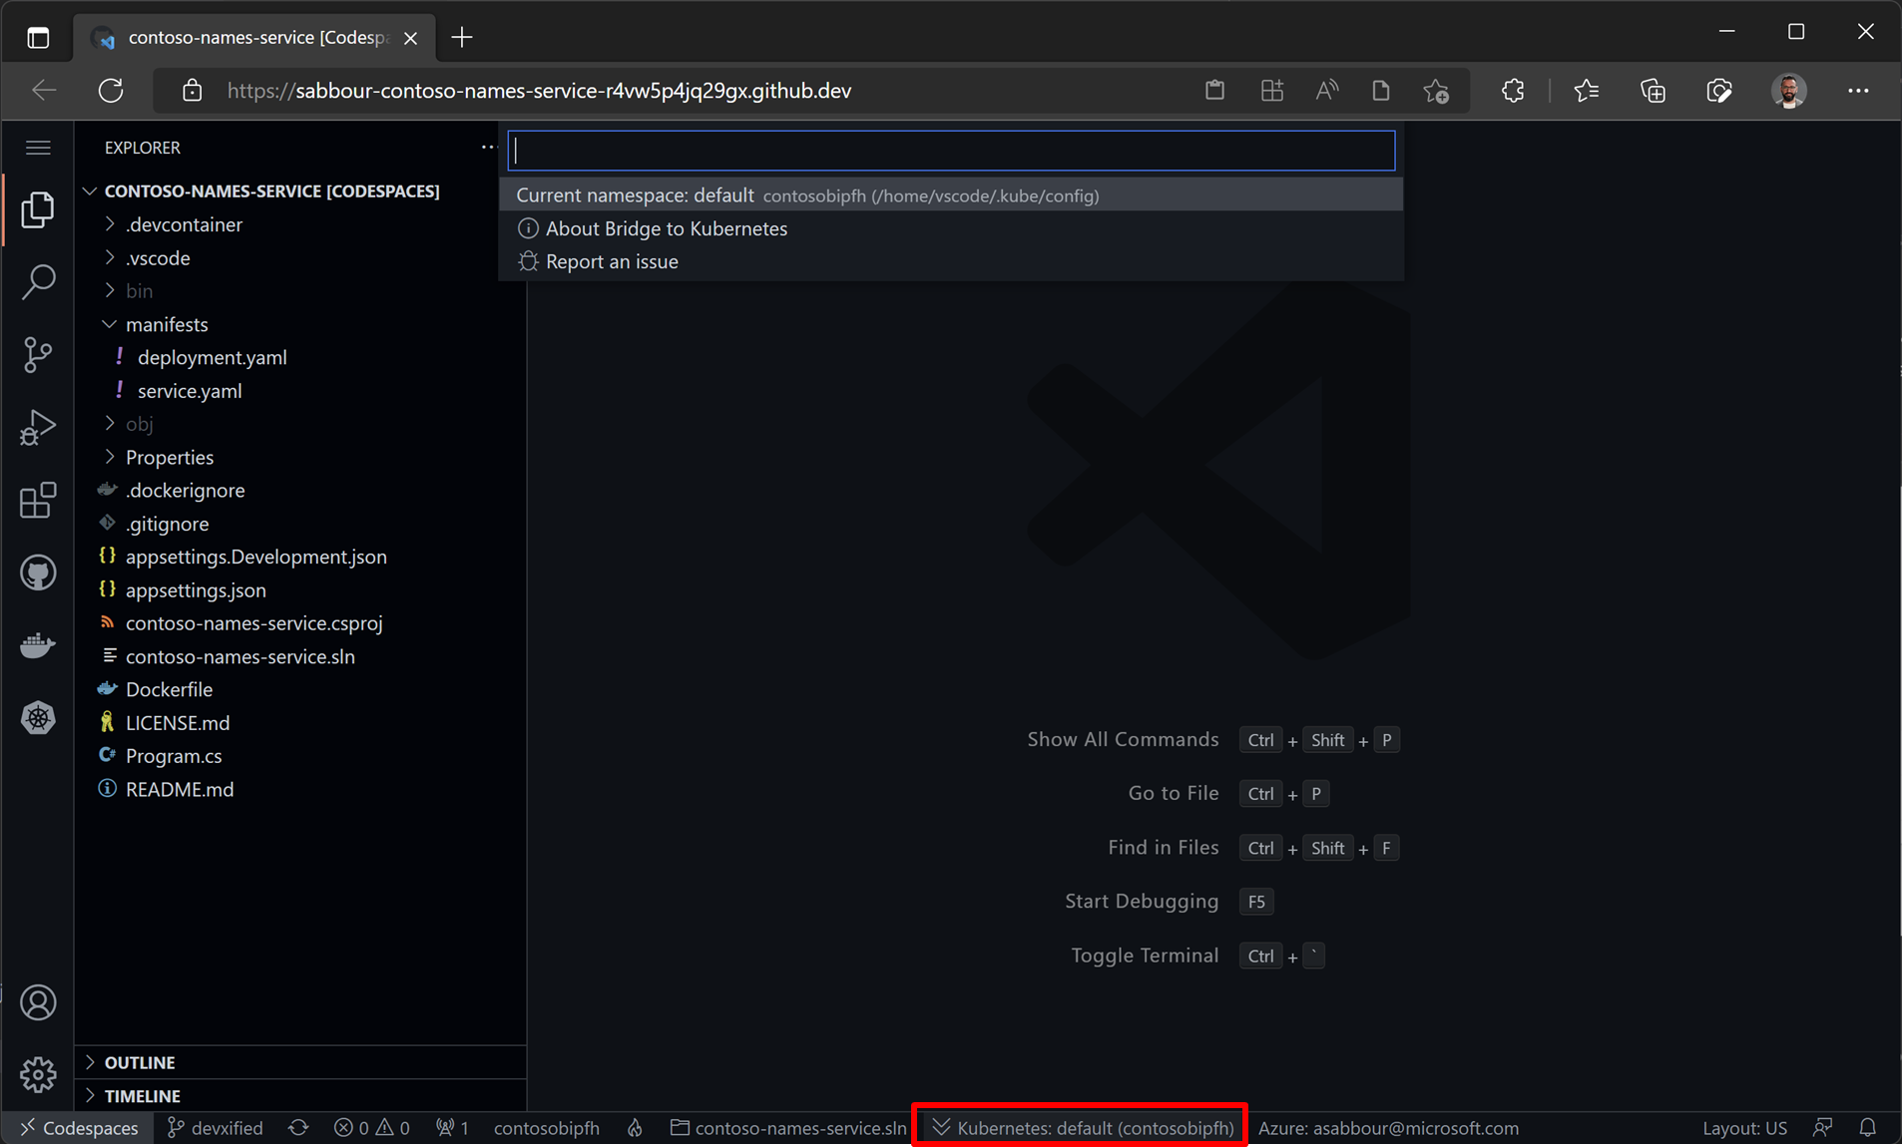 contoso-names-service [Codespa
https://sabbour-contoso-names-service-r4vw5p4jq29gx.github.dev
EXPLORER
CONTOSO-NAMES-SERVICE [CODESPACES]
.devcontainer
.vscode
bin
manifests
deployment.yaml
service.yaml
obj
Properties
.dockerignore
.gitignore
appsettings.Development.json
appsettings.json
contoso-names-service.csproj
contoso-names-service.sln
Dockerfile
LICENSE.md
Program.cs
README.md
OUTLINE
TIMELINE
Current namespace: default contosobipfh (/home/vscode/.kube/config)
About Bridge to Kubernetes
Report an issue
Show All Commands Ctrl + Shift + P
Go to File Ctrl + P
Find in Files Ctrl + Shift + F
Start Debugging F5
Toggle Terminal Ctrl + `
Codespaces devxified 0 0 1 contosobipfh contoso-names-service.sln Kubernetes: default (contosobipfh) Azure: asabbour@microsoft.com Layout: US